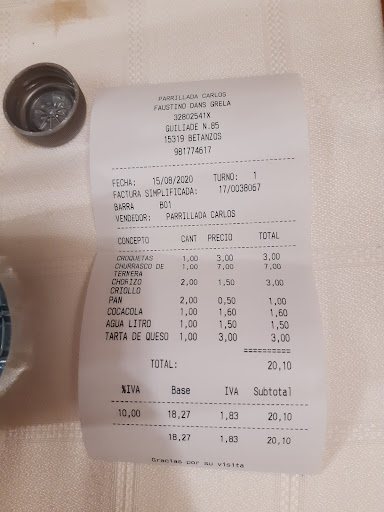 PARRILLADA CARLOS
FAUSTINO DANS GRELA
32802541X
GUILIADE N.85
15319 BETANZOS
981774617
FECHA: 15/08/2020 TURNO: 1
FACTURA SIMPLIFICADA: 17/0038067
BARRA B01
VENDEDOR: PARRILLADA CARLOS
CONCEPTO CANT PRECIO TOTAL
CROQUETAS 1,00 3,00 3,00
CHURRASCO DE 1,00 7,00 7,00
TERNERA
CHORIZO 2,00 1,50 3,00
CRIOLLO
PAN 2,00 0,50 1,00
COCACOLA 1,00 1,60 1,60
AGUA LITRO 1,00 1,50 1,50
TARTA DE QUESO 1,00 3,00 3,00
==========
TOTAL: 20,10
%IVA Base IVA Subtotal
10,00 18,27 1,83 20,10
18,27 1,83 20,10
Gracias por su visita